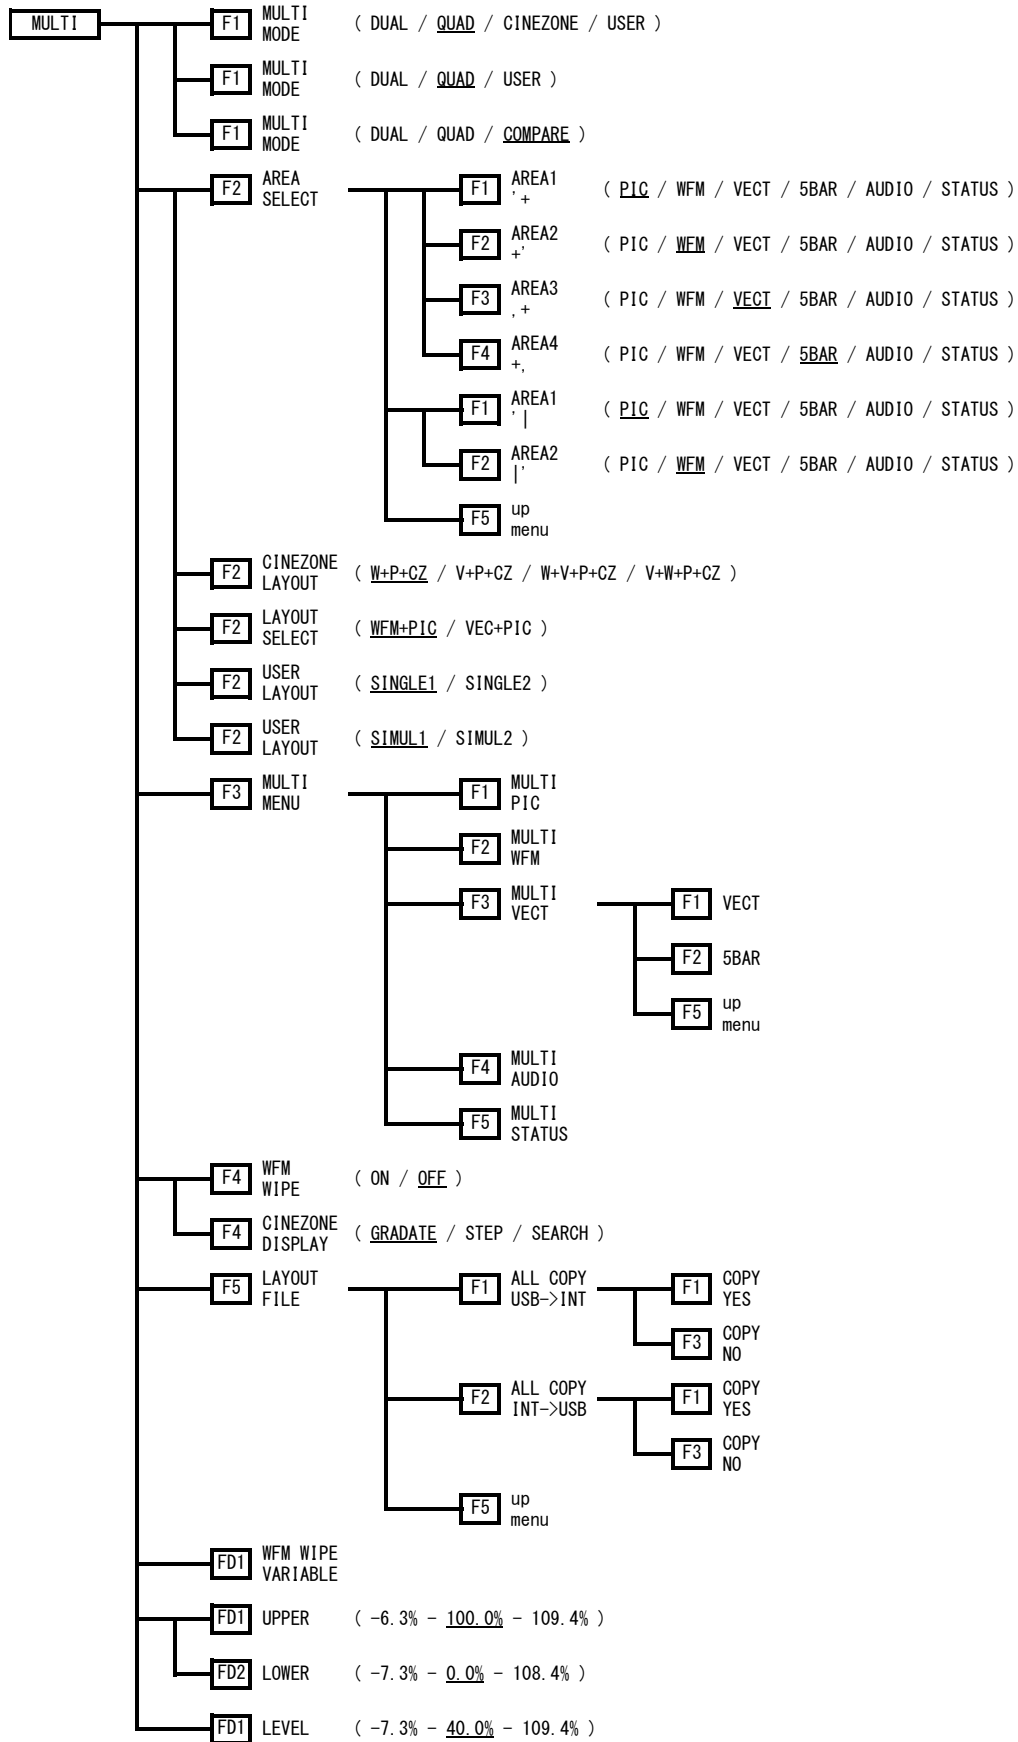 MULTI
F1 MULTI MODE ( DUAL / QUAD / CINEZONE / USER )
F1 MULTI MODE ( DUAL / QUAD / USER )
F1 MULTI MODE ( DUAL / QUAD / COMPARE )
F2 AREA SELECT
F1 AREA1 '+ ( PIC / WFM / VECT / 5BAR / AUDIO / STATUS )
F2 AREA2 +' ( PIC / WFM / VECT / 5BAR / AUDIO / STATUS )
F3 AREA3 ,+ ( PIC / WFM / VECT / 5BAR / AUDIO / STATUS )
F4 AREA4 +, ( PIC / WFM / VECT / 5BAR / AUDIO / STATUS )
F1 AREA1 '| ( PIC / WFM / VECT / 5BAR / AUDIO / STATUS )
F2 AREA2 |' ( PIC / WFM / VECT / 5BAR / AUDIO / STATUS )
F5 up menu
F2 CINEZONE LAYOUT ( W+P+CZ / V+P+CZ / W+V+P+CZ / V+W+P+CZ )
F2 LAYOUT SELECT ( WFM+PIC / VEC+PIC )
F2 USER LAYOUT ( SINGLE1 / SINGLE2 )
F2 USER LAYOUT ( SIMUL1 / SIMUL2 )
F3 MULTI MENU
F1 MULTI PIC
F2 MULTI WFM
F3 MULTI VECT
F1 VECT
F2 5BAR
F5 up menu
F4 MULTI AUDIO
F5 MULTI STATUS
F4 WFM WIPE ( ON / OFF )
F4 CINEZONE DISPLAY ( GRADATE / STEP / SEARCH )
F5 LAYOUT FILE
F1 ALL COPY USB->INT
F1 COPY YES
F3 COPY NO
F2 ALL COPY INT->USB
F1 COPY YES
F3 COPY NO
F5 up menu
FD1 WFM WIPE VARIABLE
FD1 UPPER ( -6.3% - 100.0% - 109.4% )
FD2 LOWER ( -7.3% - 0.0% - 108.4% )
FD1 LEVEL ( -7.3% - 40.0% - 109.4% )